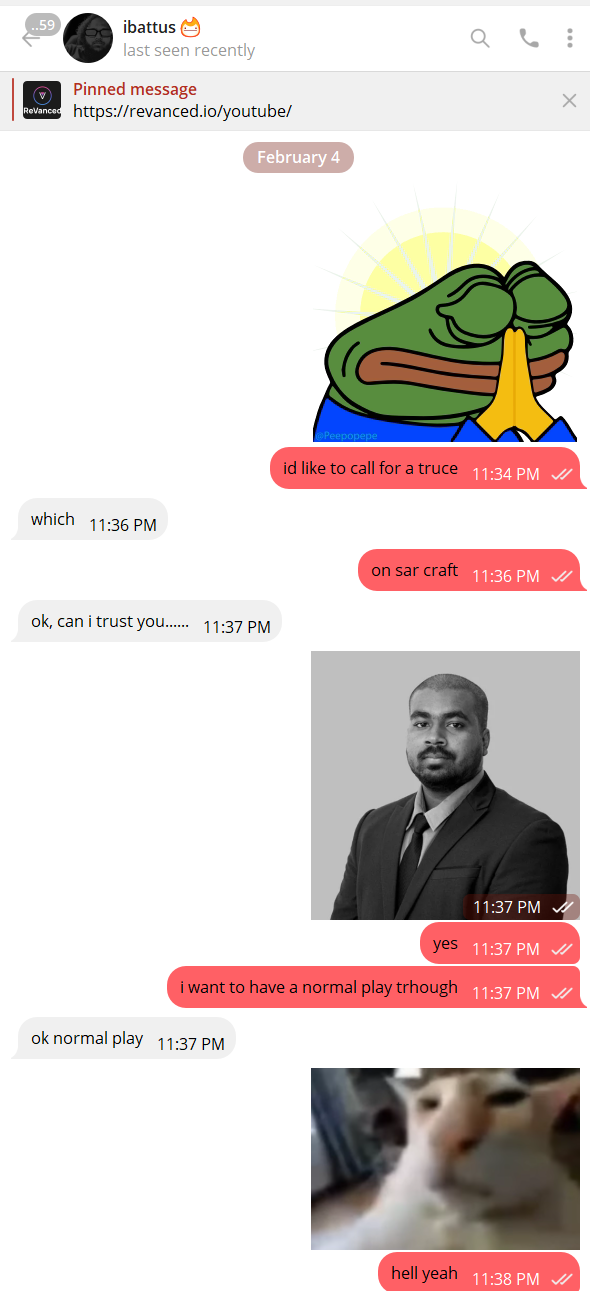 ..59
ibattus
last seen recently
Pinned message
ReVanced
https://revanced.io/youtube/
February 4
@Peepopepe
id like to call for a truce 11:34 PM
which 11:36 PM
on sar craft 11:36 PM
ok, can i trust you...... 11:37 PM
11:37 PM
yes 11:37 PM
i want to have a normal play trhough 11:37 PM
ok normal play 11:37 PM
hell yeah 11:38 PM